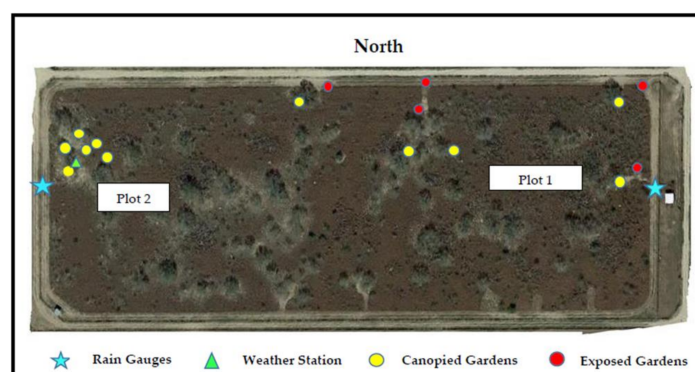 North
Plot 1
Plot 2
Rain Gauges
Weather Station
Canopied Gardens
Exposed Gardens